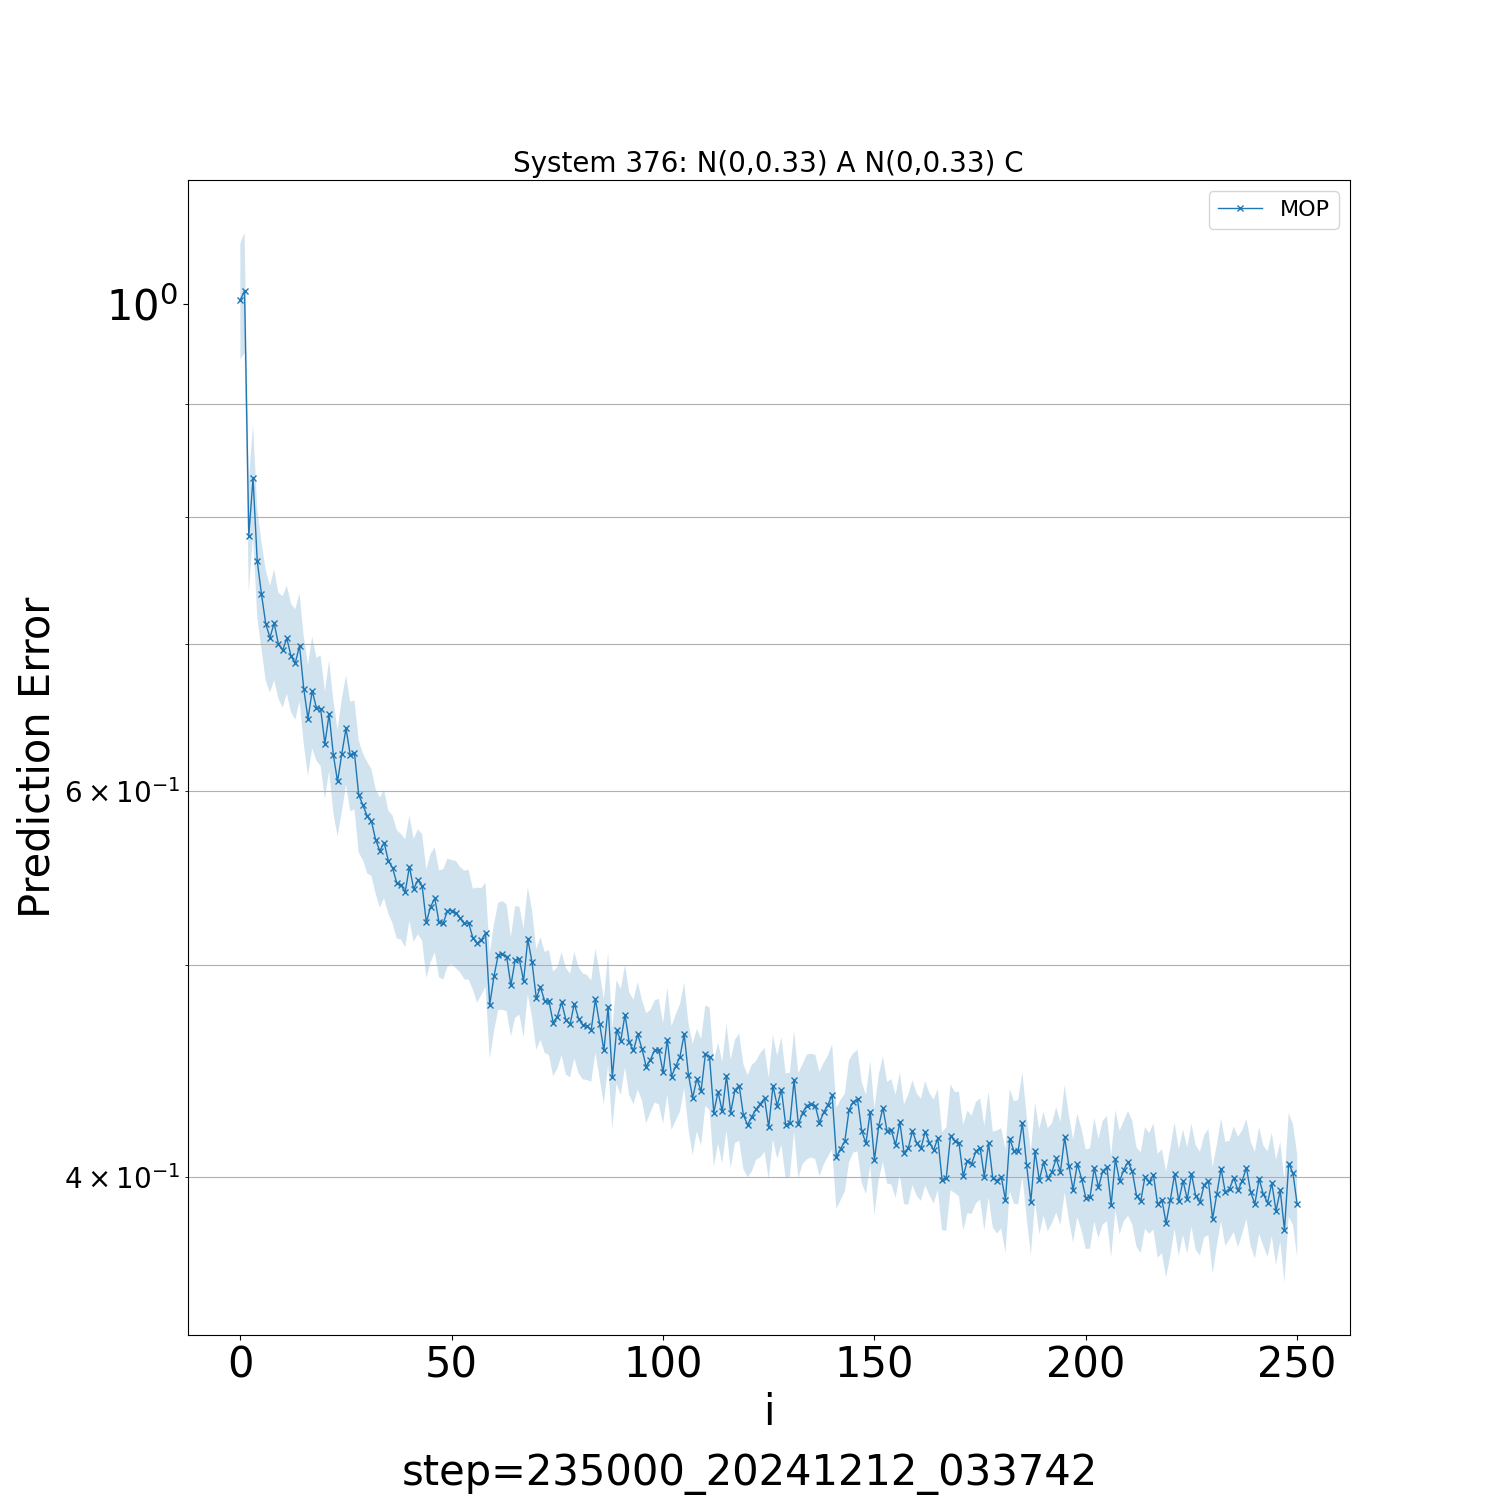 System 376: N(0,0.33) A N(0,0.33) C
MOP
10⁰
6 × 10⁻¹
4 × 10⁻¹
Prediction Error
0 50 100 150 200 250
i
step=235000_20241212_033742